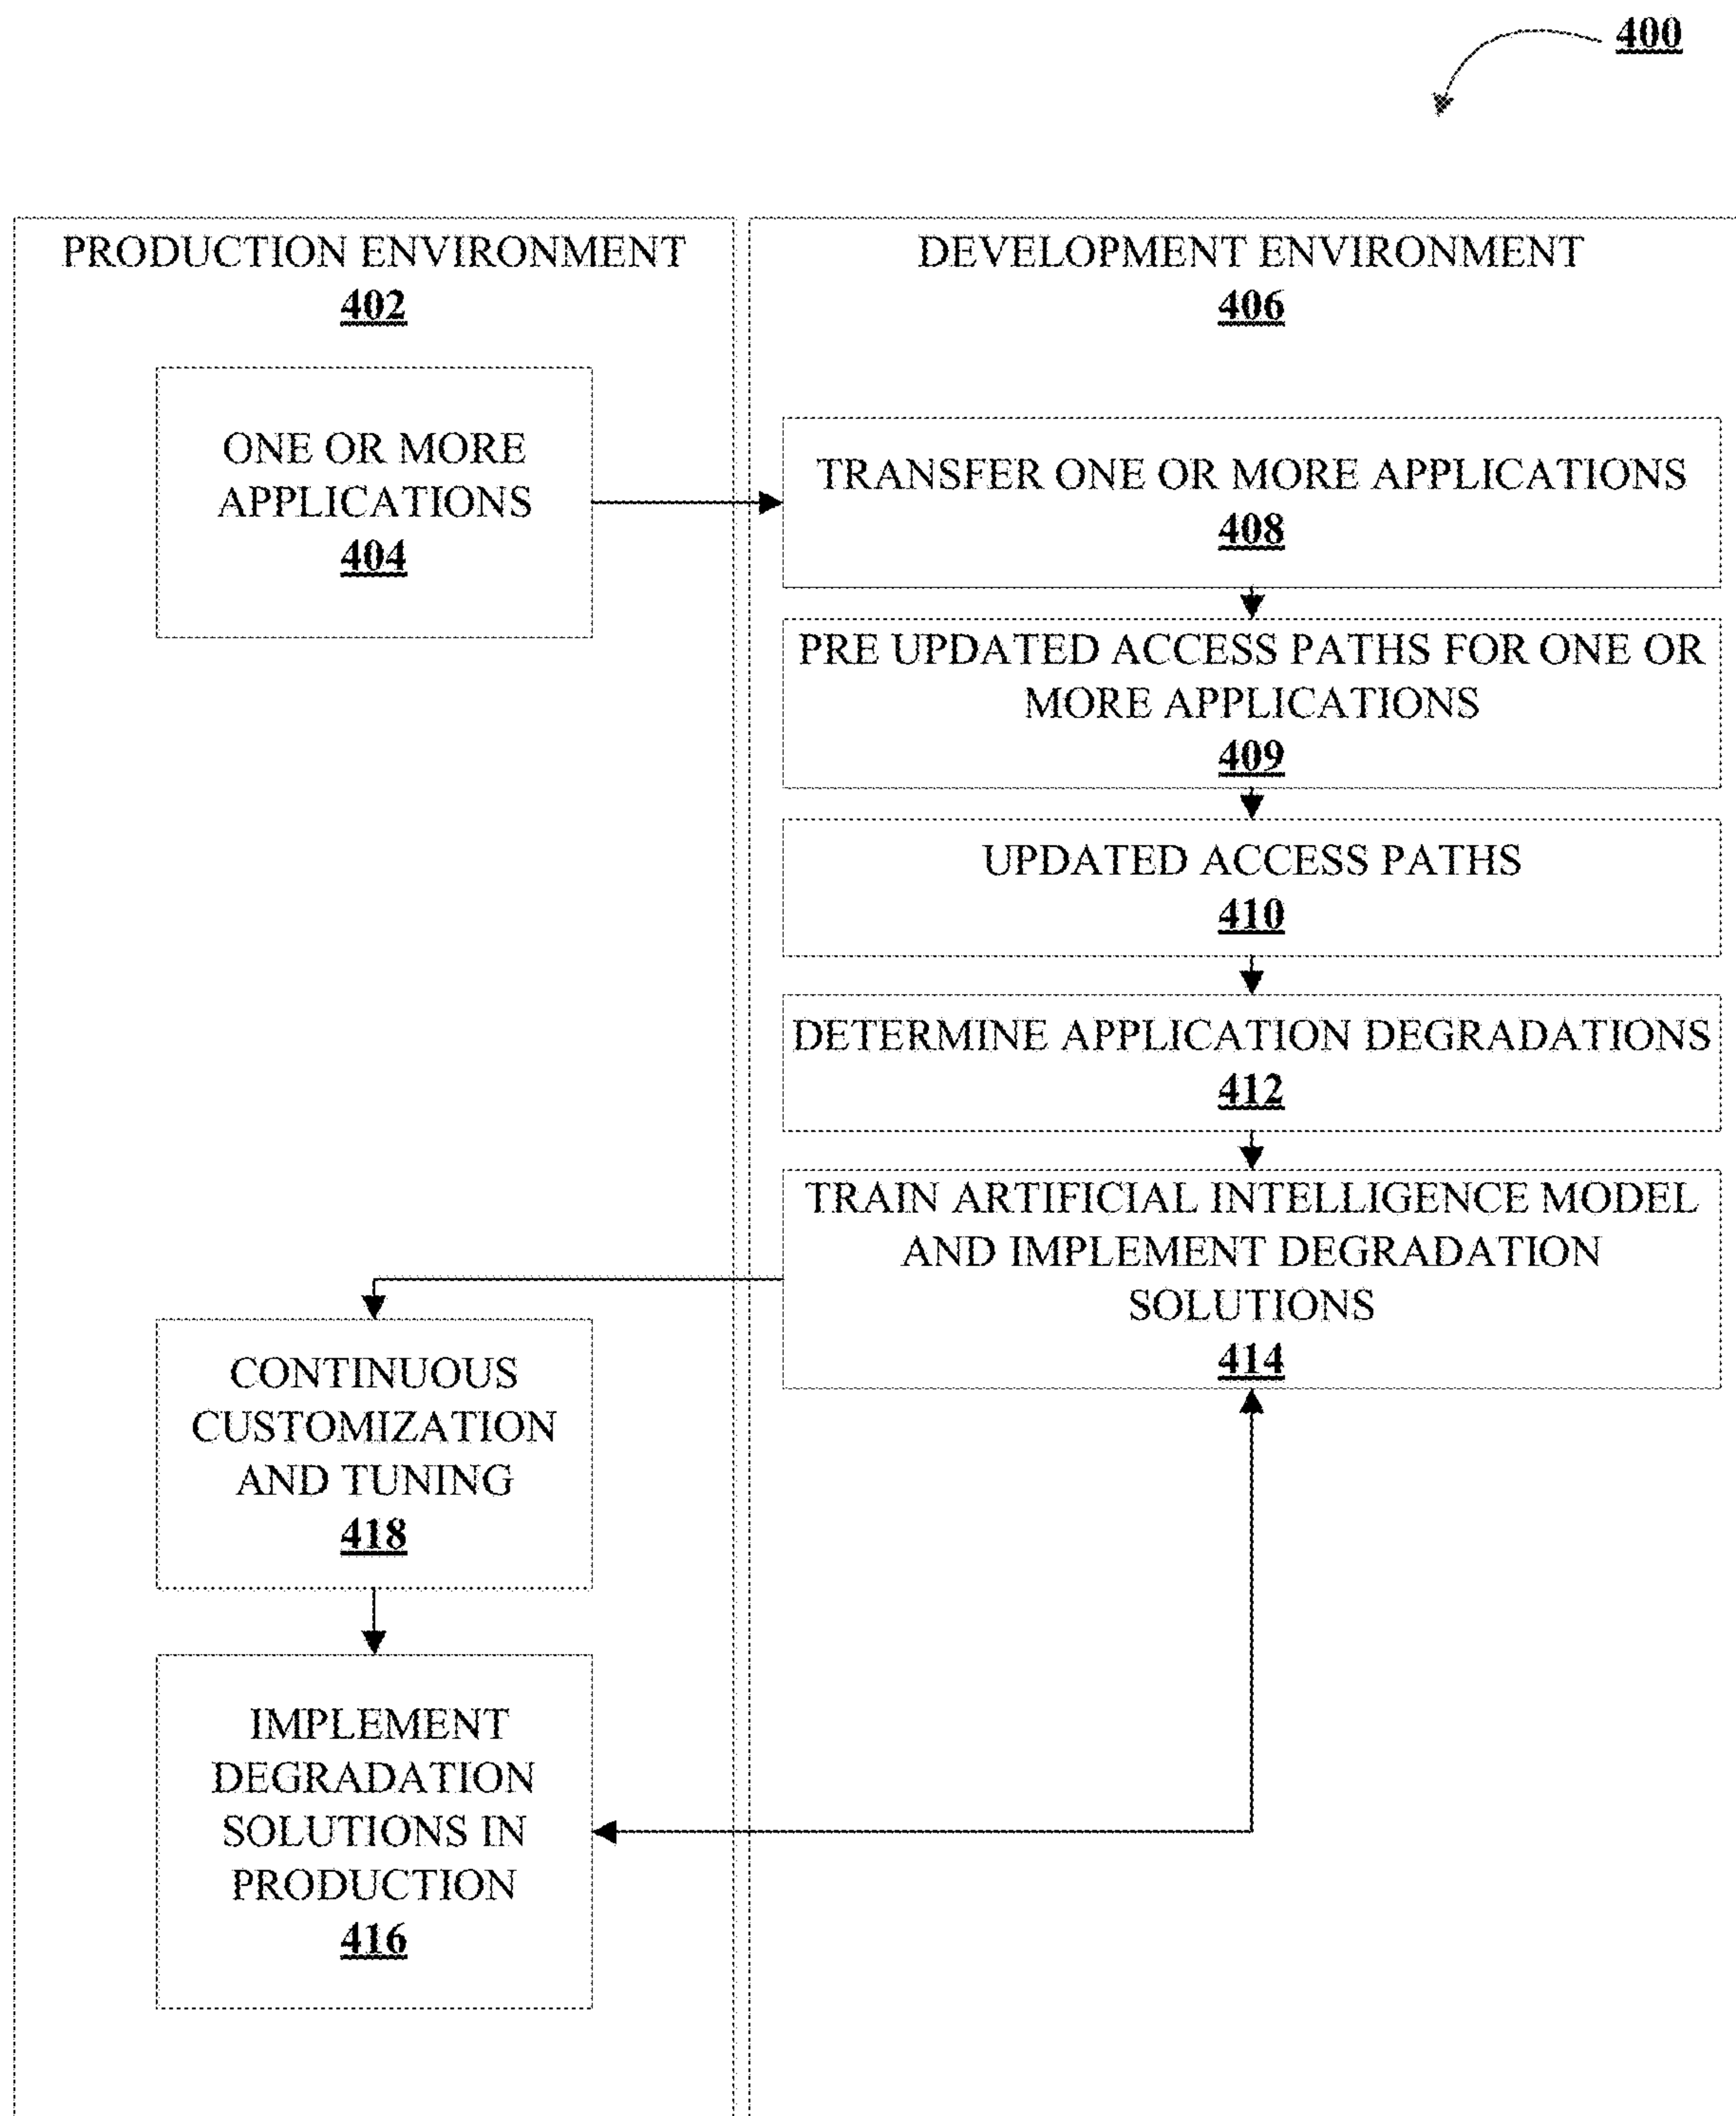 400
PRODUCTION ENVIRONMENT
402
DEVELOPMENT ENVIRONMENT
406
ONE OR MORE
APPLICATIONS
404
TRANSFER ONE OR MORE APPLICATIONS
408
PRE UPDATED ACCESS PATHS FOR ONE OR
MORE APPLICATIONS
409
UPDATED ACCESS PATHS
410
DETERMINE APPLICATION DEGRADATIONS
412
TRAIN ARTIFICIAL INTELLIGENCE MODEL
AND IMPLEMENT DEGRADATION
SOLUTIONS
414
CONTINUOUS
CUSTOMIZATION
AND TUNING
418
IMPLEMENT
DEGRADATION
SOLUTIONS IN
PRODUCTION
416